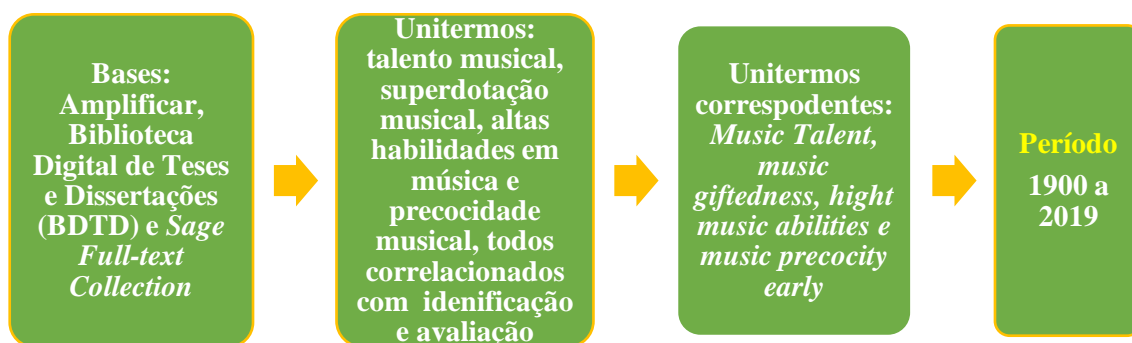 Bases:
Amplificar,
Biblioteca
Digital de Teses
e Dissertações
(BDTD) e Sage
Full-text
Collection
Unitermos:
talento musical,
superdotação
musical, altas
habilidades em
música e
precocidade
musical, todos
correlacionados
com idenificação
e avaliação
Unitermos
correspodentes:
Music Talent,
music
giftedness, hight
music abilities e
music precocity
early
Período
1900 a
2019